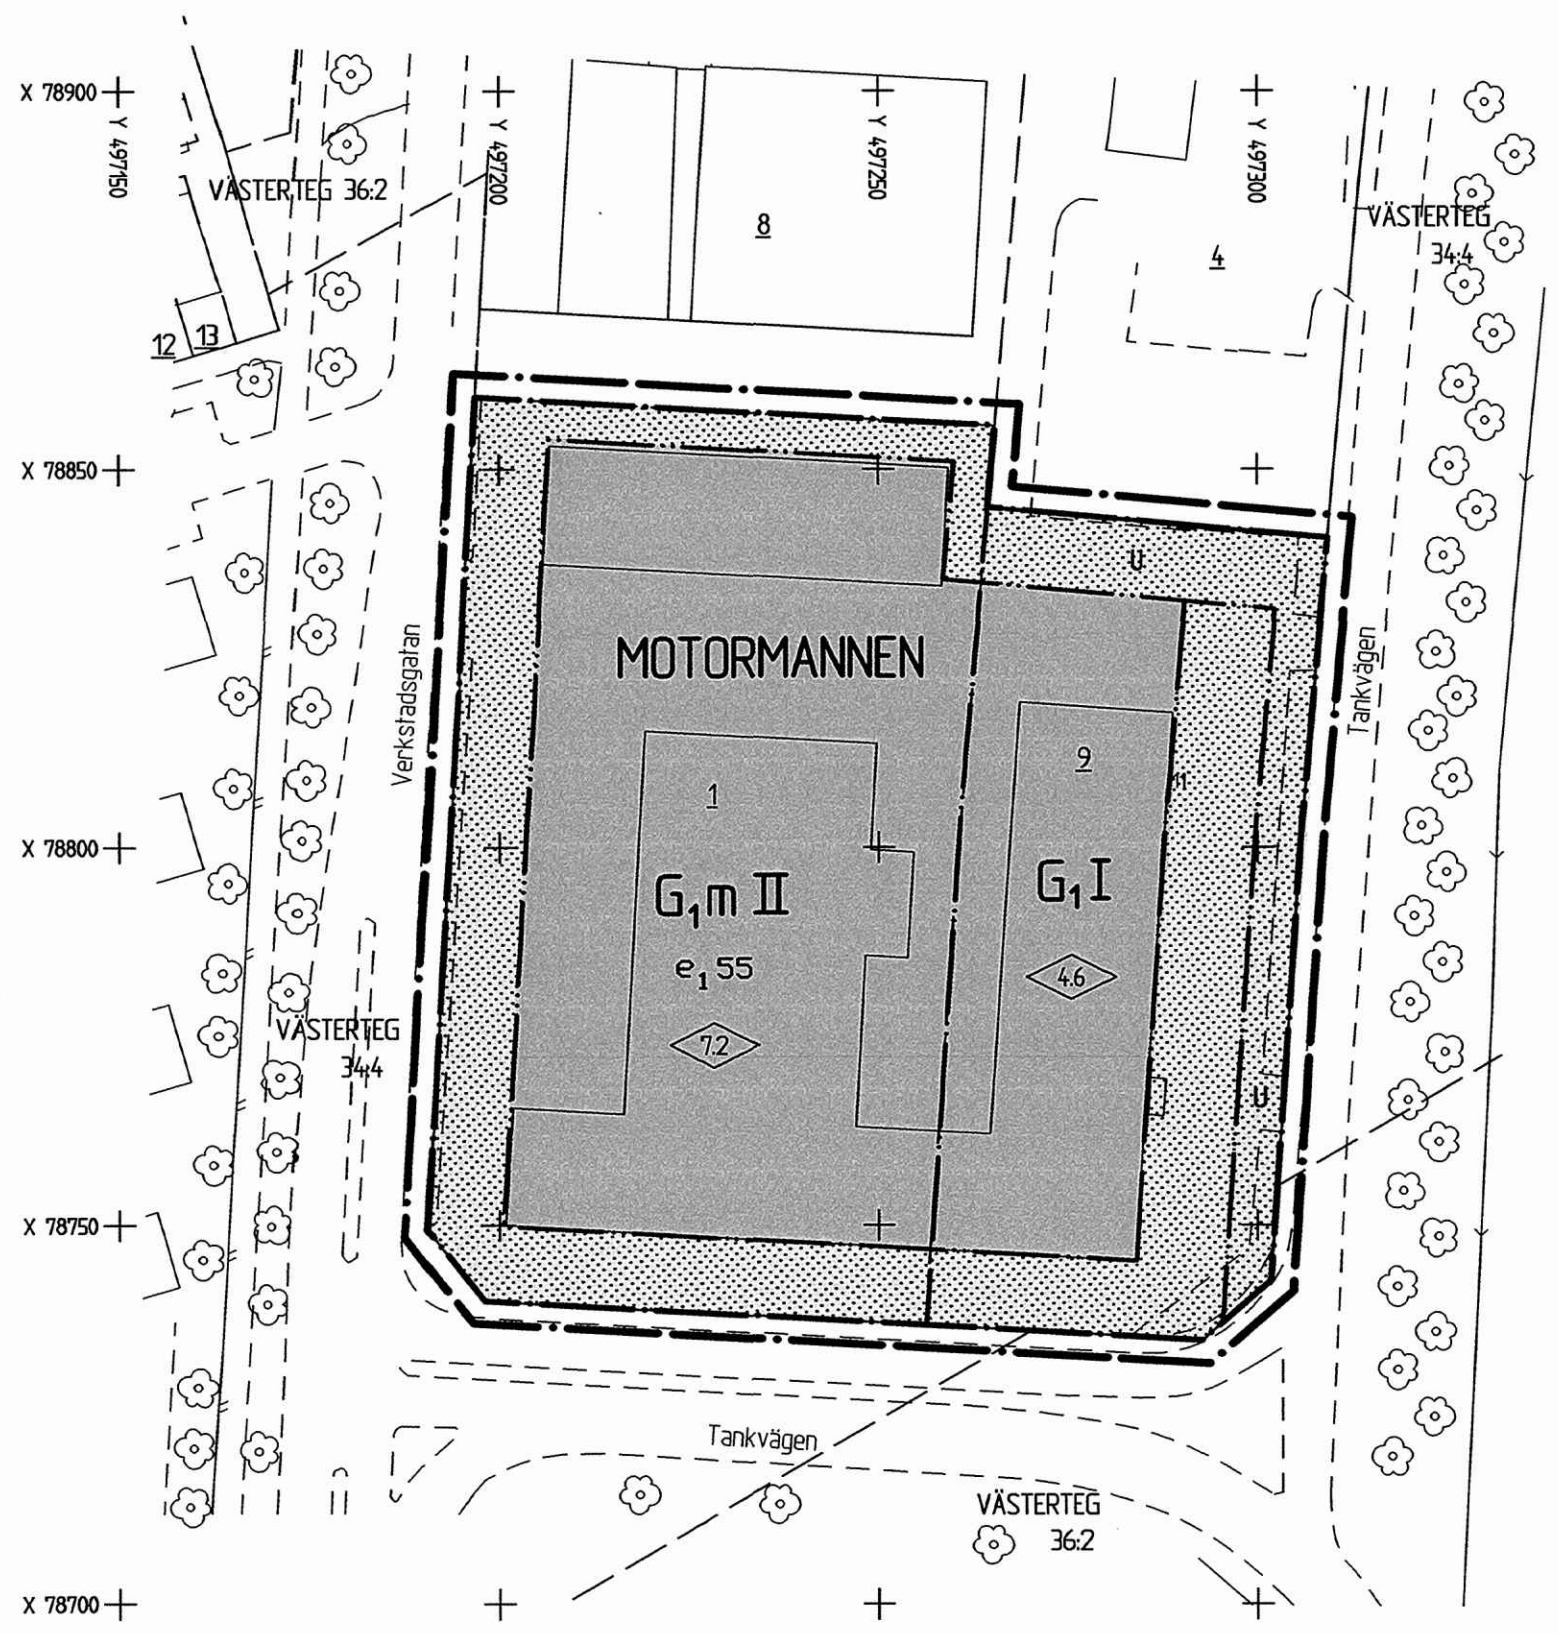 X 78900
Y 497150
Y 497200
Y 497250
Y 497300
VÄSTERTEG 36:2
VÄSTERTEG
34:4
8
4
12
13
X 78850
U
MOTORMANNEN
Verkstadsgatan
Tankvägen
1
9
11
X 78800
G₁m II
G₁I
e₁ 55
4.6
7.2
VÄSTERTEG
34:4
U
X 78750
Tankvägen
VÄSTERTEG
36:2
X 78700